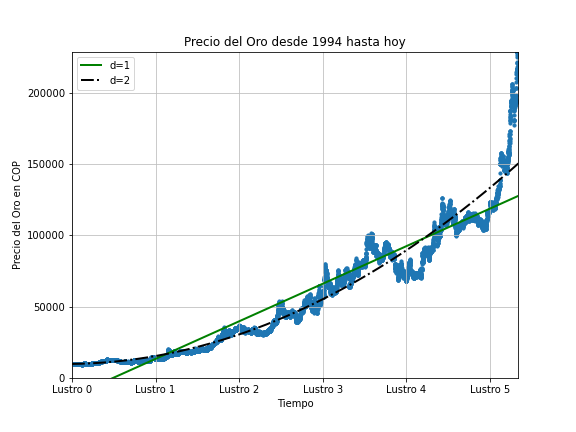 Precio del Oro desde 1994 hasta hoy
d=1
d=2
200000
150000
100000
50000
0
Precio del Oro en COP
Lustro 0 Lustro 1 Lustro 2 Lustro 3 Lustro 4 Lustro 5
Tiempo